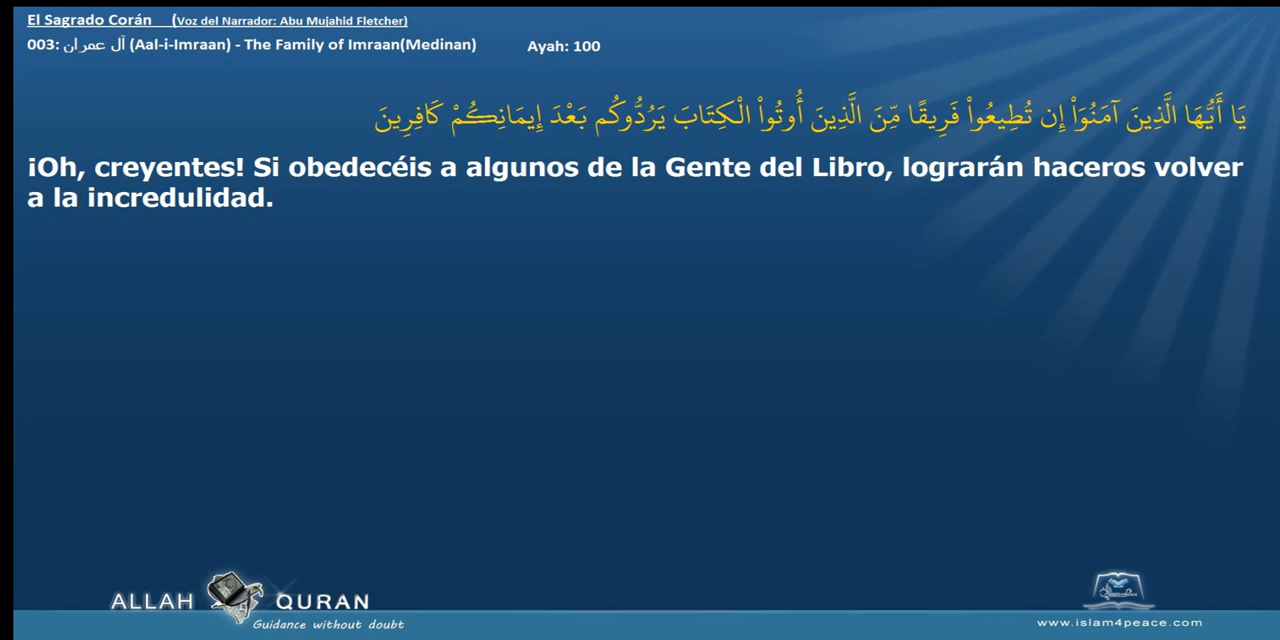 El Sagrado Corán (Voz del Narrador: Abu Mujahid Fletcher)
003: آل عمران (Aal-i-Imraan) - The Family of Imraan(Medinan) Ayah: 100
يَا أَيُّهَا الَّذِينَ آمَنُوَاْ إِن تُطِيعُواْ فَرِيقًا مِّنَ الَّذِينَ أُوتُواْ الْكِتَابَ يَرُدُّوكُم بَعْدَ إِيمَانِكُمْ كَافِرِينَ
¡Oh, creyentes! Si obedecéis a algunos de la Gente del Libro, lograrán haceros volver
a la incredulidad.
ALLAH QURAN
Guidance without doubt
www.islam4peace.com